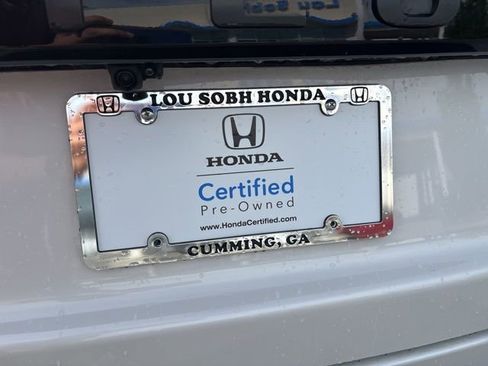 LOU SOBH HONDA
HONDA
Certified
Pre-Owned
www.HondaCertified.com
CUMMING, GA